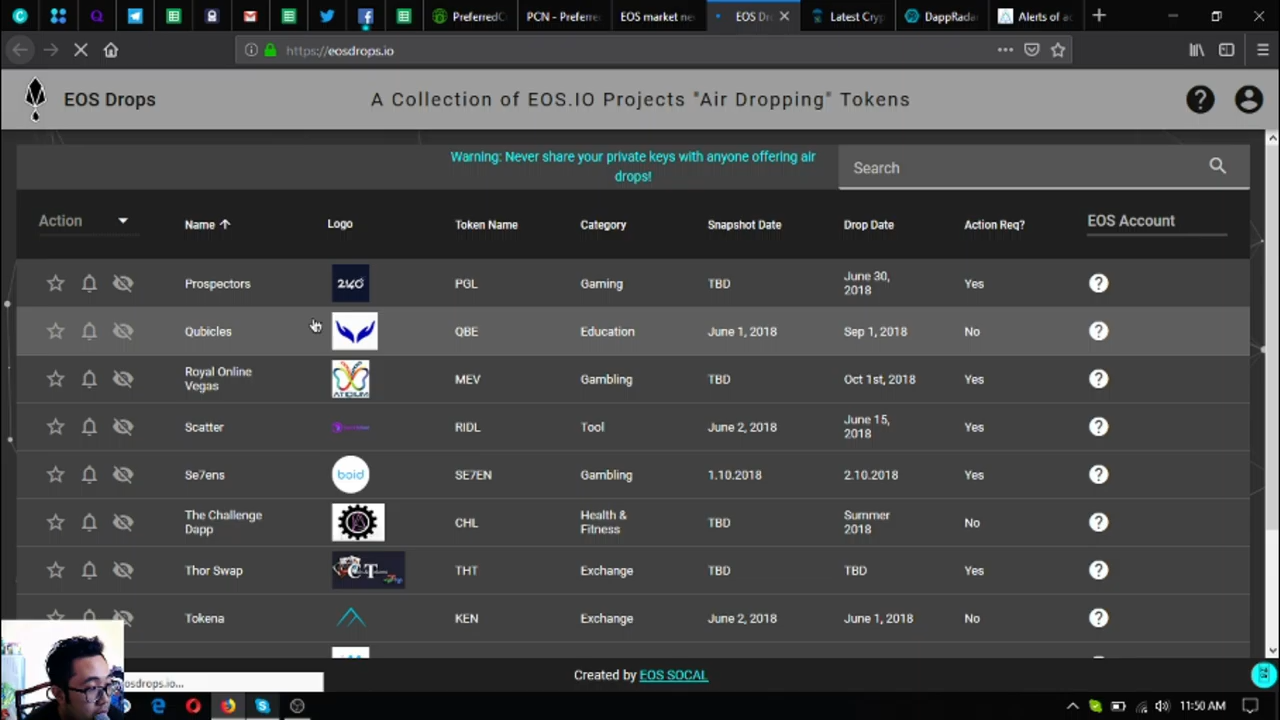 PreferredC
PCN - Preferre
EOS market ne
EOS Dr
Latest Cryp
DappRada
Alerts of ac
https://eosdrops.io
EOS Drops
A Collection of EOS.IO Projects "Air Dropping" Tokens
Warning: Never share your private keys with anyone offering air
drops!
Search
Action
Name
Logo
Token Name
Category
Snapshot Date
Drop Date
Action Req?
EOS Account
Prospectors
PGL
Gaming
TBD
June 30,
2018
Yes
Qubicles
QBE
Education
June 1, 2018
Sep 1, 2018
No
Royal Online
Vegas
ATIDIUM
MEV
Gambling
TBD
Oct 1st, 2018
Yes
Scatter
RIDL
Tool
June 2, 2018
June 15,
2018
Yes
Se7ens
boid
SE7EN
Gambling
1.10.2018
2.10.2018
Yes
The Challenge
Dapp
CHL
Health &
Fitness
TBD
Summer
2018
No
Thor Swap
CT
THT
Exchange
TBD
TBD
Yes
Tokena
KEN
Exchange
June 2, 2018
June 1, 2018
No
Created by EOS SOCAL
osdrops.io...
11:50 AM